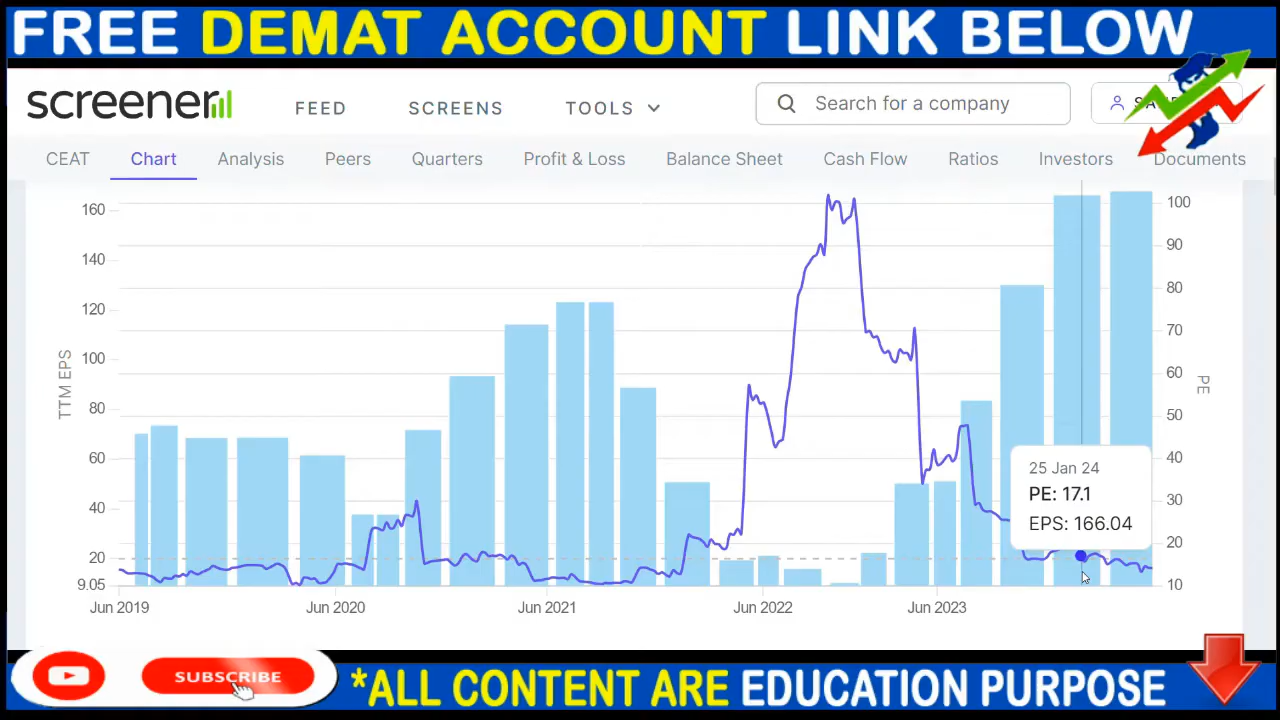 FREE DEMAT ACCOUNT LINK BELOW
screener
FEED
SCREENS
TOOLS
Search for a company
CEAT
Chart
Analysis
Peers
Quarters
Profit & Loss
Balance Sheet
Cash Flow
Ratios
Investors
Documents
160
140
120
100
80
60
40
20
9.05
TTM EPS
100
90
80
70
60
50
40
30
20
10
PE
25 Jan 24
PE: 17.1
EPS: 166.04
Jun 2019
Jun 2020
Jun 2021
Jun 2022
Jun 2023
SUBSCRIBE
*ALL CONTENT ARE EDUCATION PURPOSE